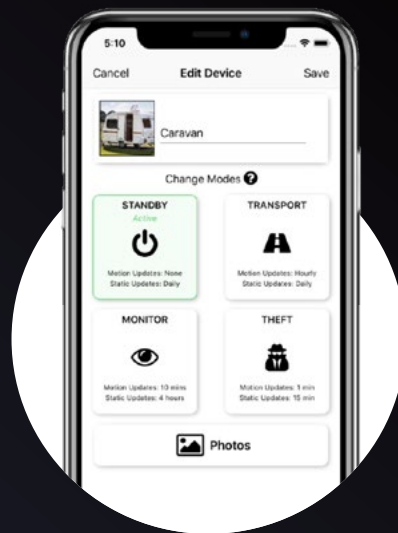 5:10
Cancel Edit Device Save
Caravan
Change Modes ?
STANDBY TRANSPORT
Active
Motion Updates: None Motion Updates: Hourly
Static Updates: Daily Static Updates: Daily
MONITOR THEFT
Motion Updates: 10 mins Motion Updates: 1 min
Static Updates: 4 hours Static Updates: 15 min
Photos